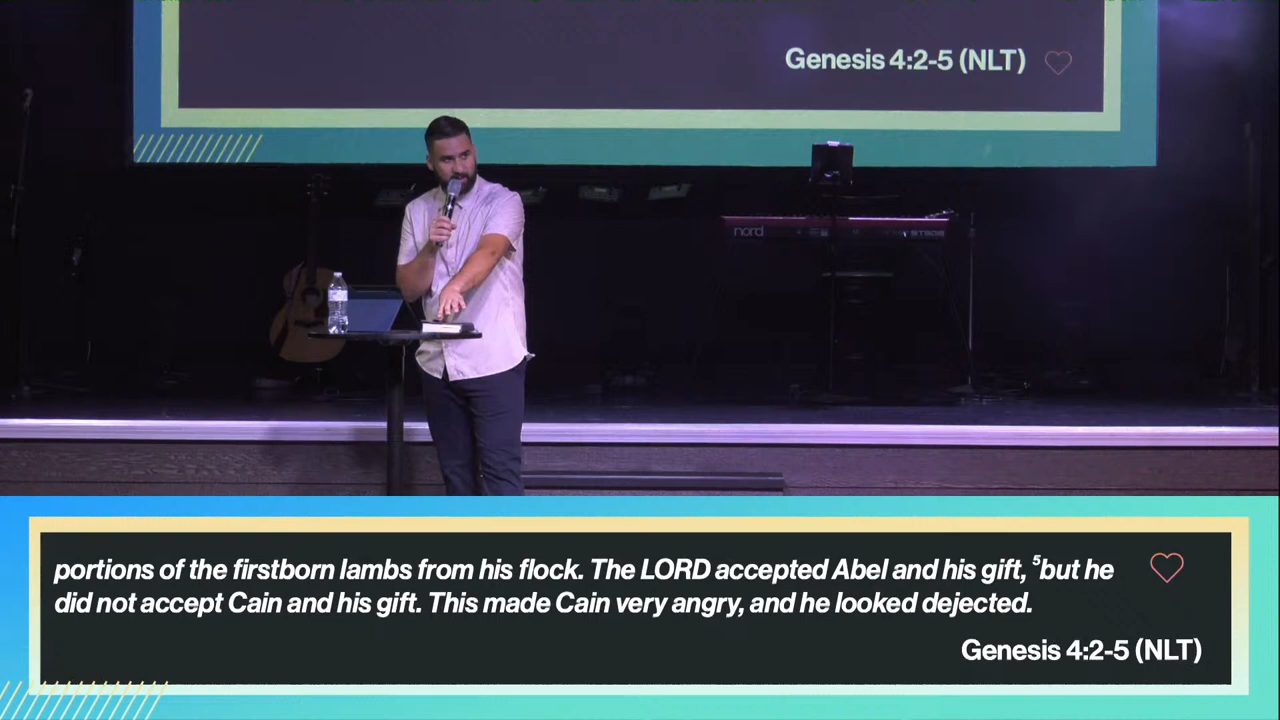 Genesis 4:2-5 (NLT)
nord
portions of the firstborn lambs from his flock. The LORD accepted Abel and his gift, ⁵but he
did not accept Cain and his gift. This made Cain very angry, and he looked dejected.
Genesis 4:2-5 (NLT)